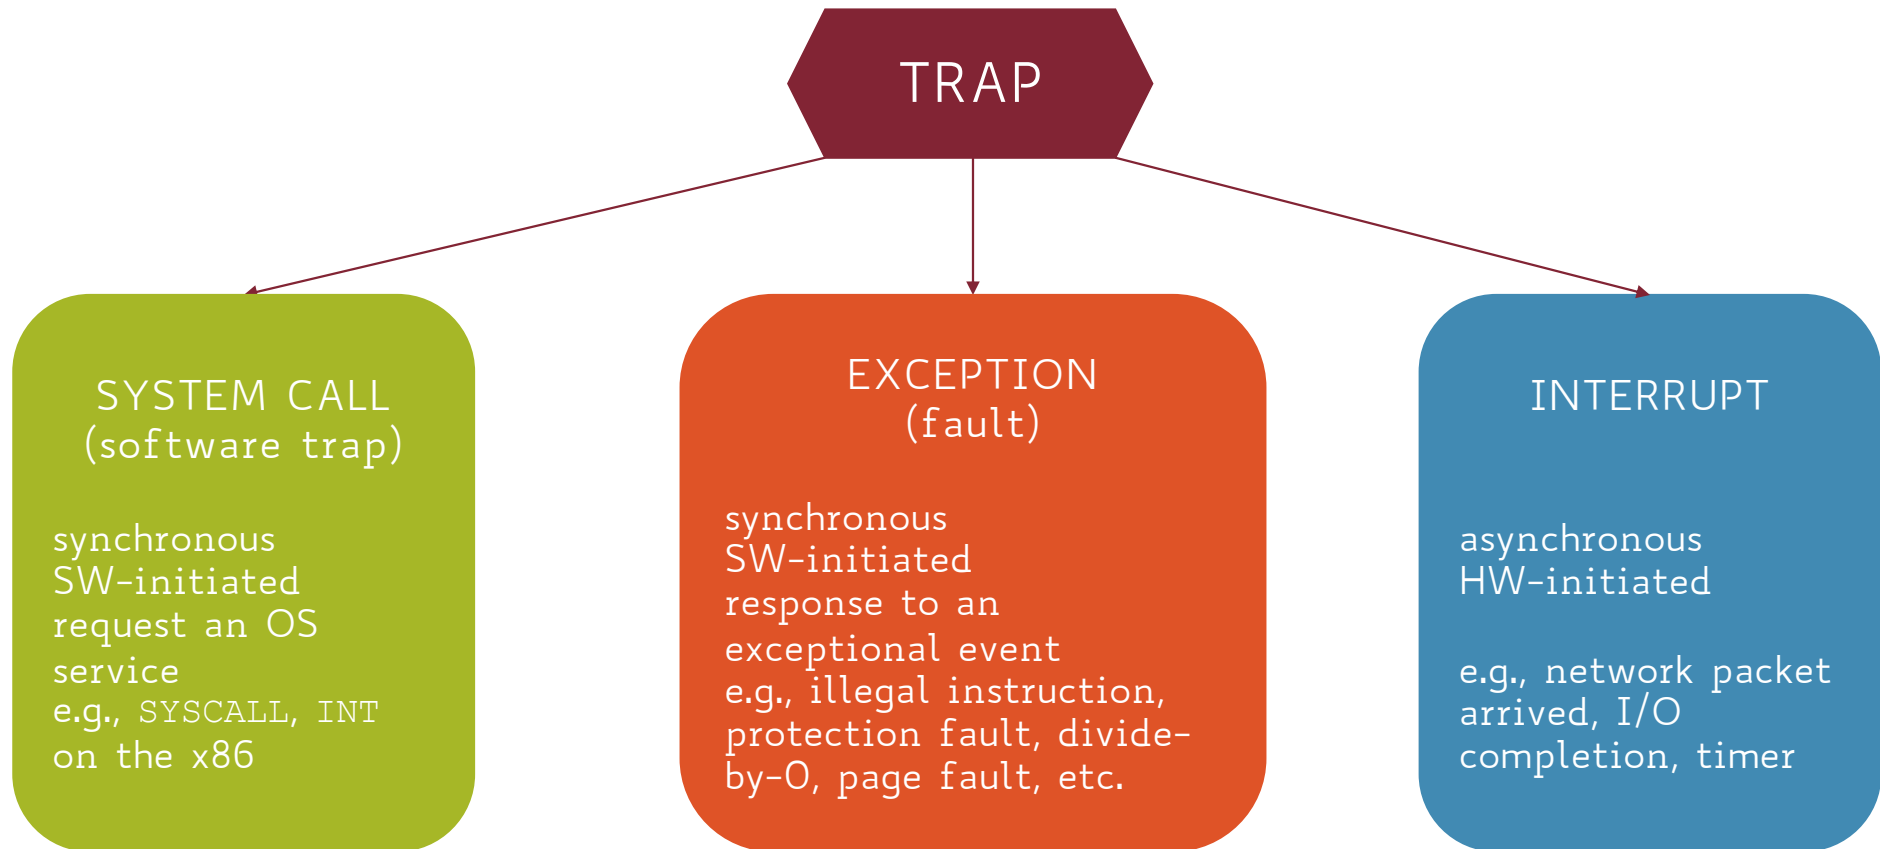 TRAP
SYSTEM CALL
(software trap)
synchronous
SW-initiated
request an OS
service
e.g., SYSCALL, INT
on the x86
EXCEPTION
(fault)
synchronous
SW-initiated
response to an
exceptional event
e.g., illegal instruction,
protection fault, divide-
by-0, page fault, etc.
INTERRUPT
asynchronous
HW-initiated
e.g., network packet
arrived, I/O
completion, timer